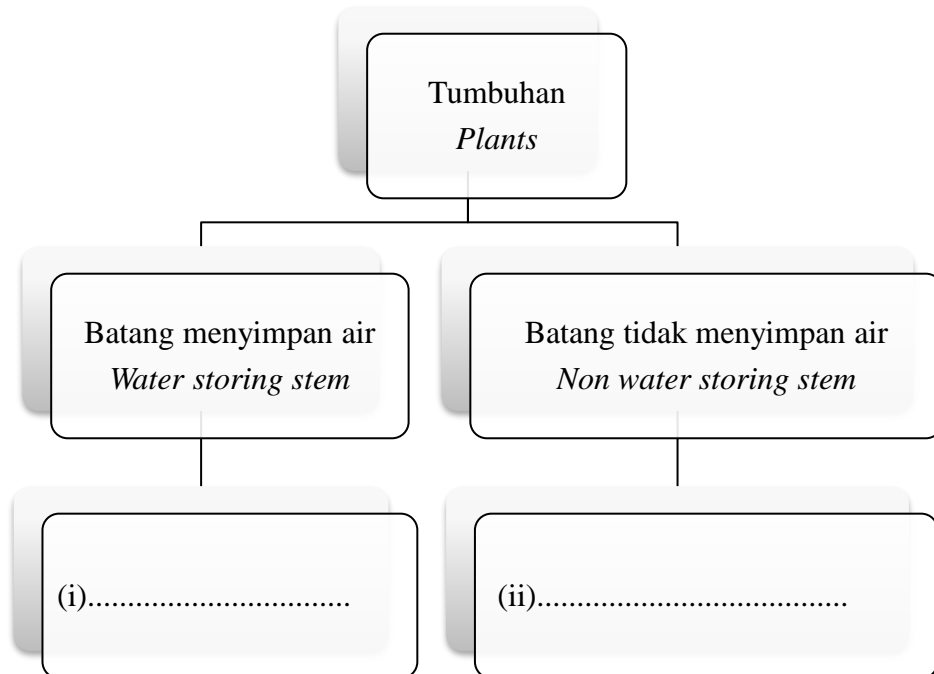 Tumbuhan
Plants
Batang menyimpan air
Water storing stem
Batang tidak menyimpan air
Non water storing stem
(i).................................
(ii).......................................